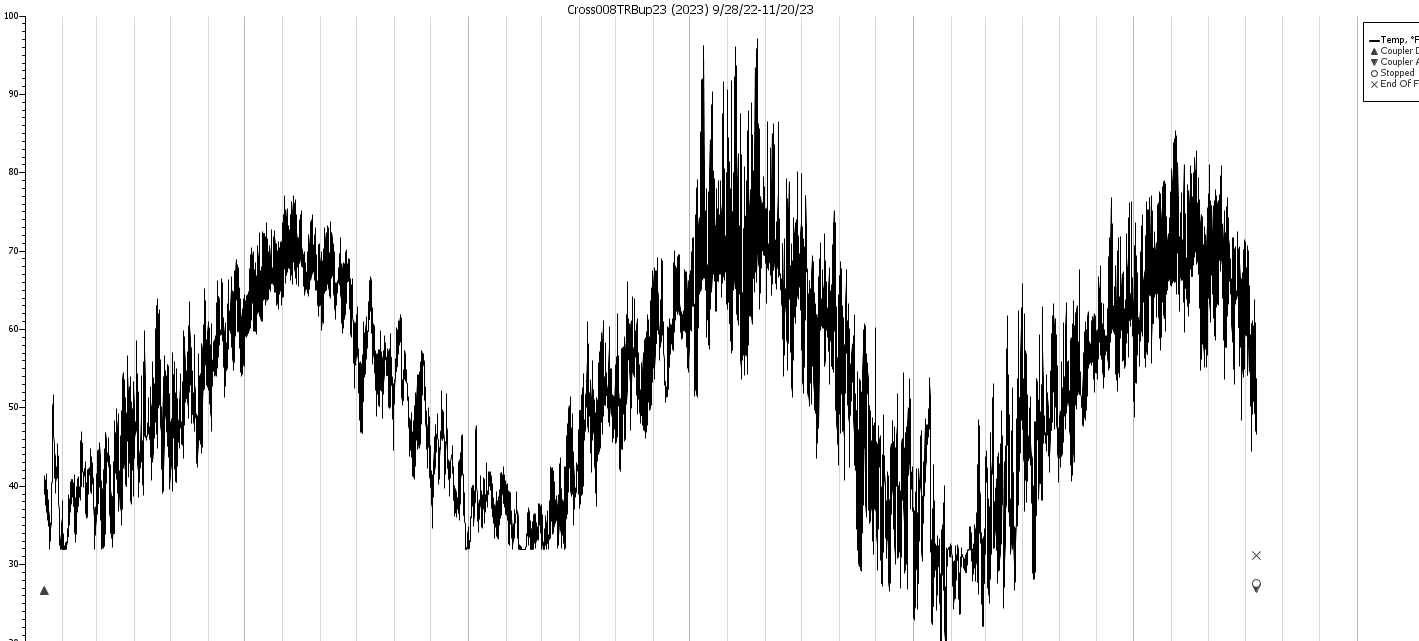 Cross008TRBup23 (2023) 9/28/22-11/20/23
100
90
80
70
60
50
40
30
Temp, °F
Coupler D
Coupler A
Stopped
End Of F